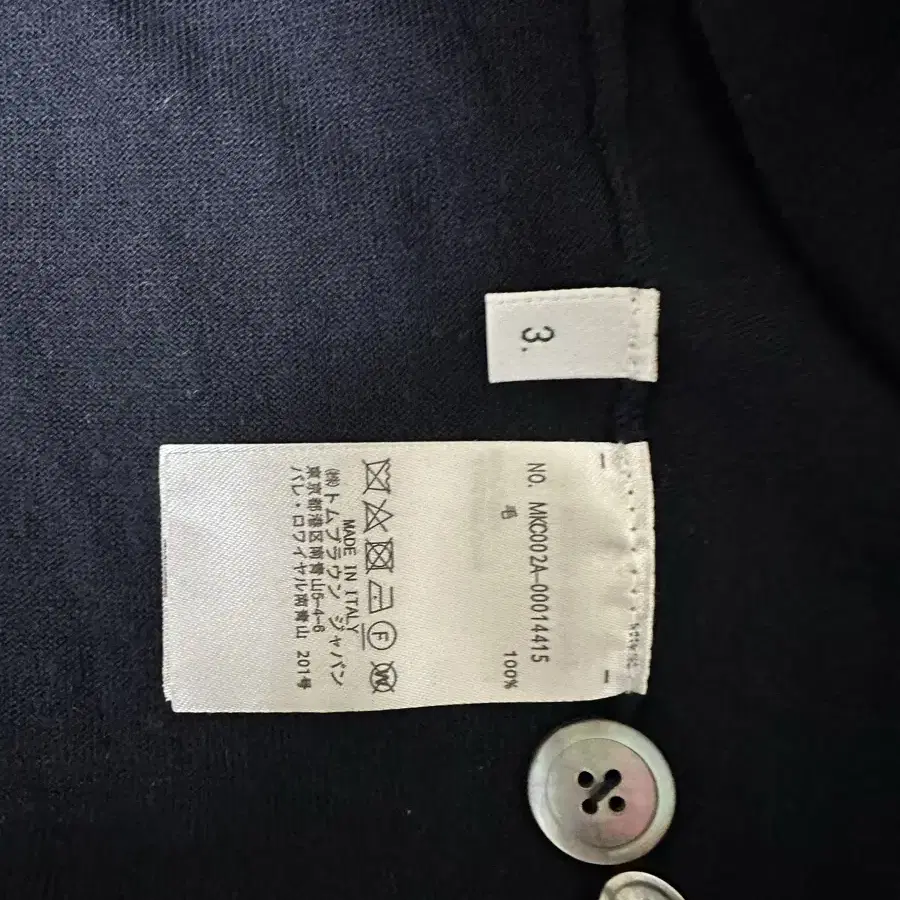 3.
NO. MKC002A-00014415
毛 100%
MADE IN ITALY
㈱トムブラウン ジャパン
東京都港区南青山5-4-6
パレ・ロワイヤル南青山 201号